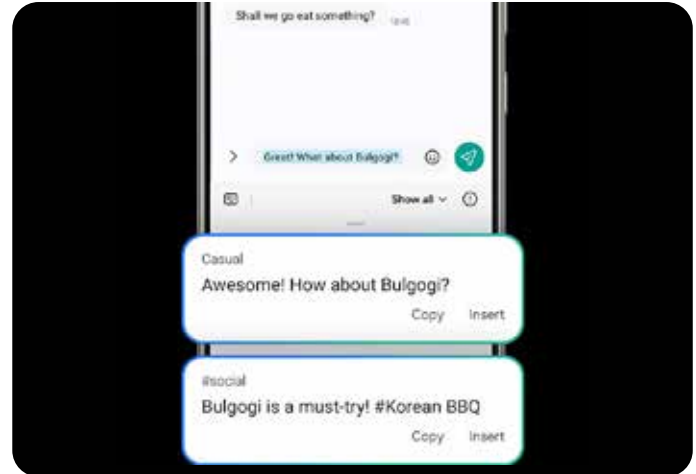 Shall we go eat something?
Great! What about Bulgogi?
Show all
Casual
Awesome! How about Bulgogi?
Copy Insert
#social
Bulgogi is a must-try! #Korean BBQ
Copy Insert